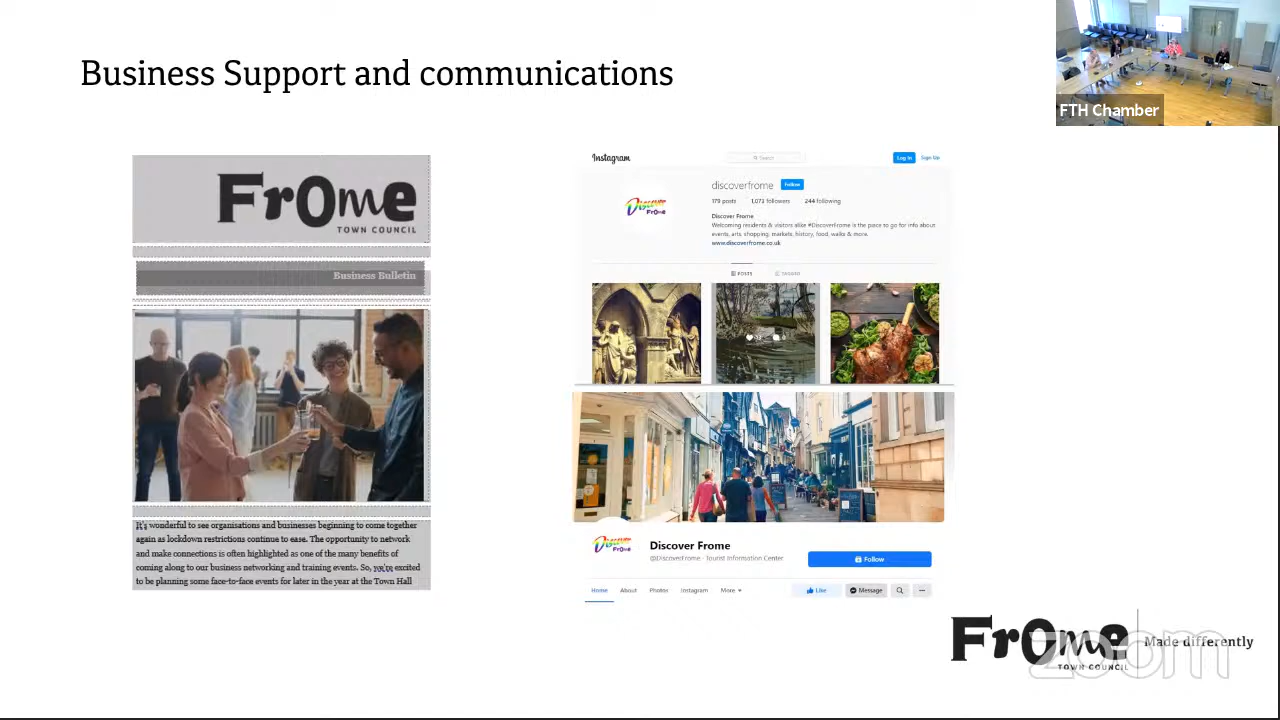 Business Support and communications
FTH Chamber
Frome
TOWN COUNCIL
Business Bulletin
It's wonderful to see organisations and businesses beginning to come together
again as lockdown restrictions continue to ease. The opportunity to network
and make connections is often highlighted as one of the many benefits of
coming along to our business networking and training events. So, we're excited
to be planning some face-to-face events for later in the year at the Town Hall
Instagram
Search
Log In
Sign Up
discoverfrome
Follow
179 posts 1,073 followers 244 following
Discover Frome
Discover Frome
Welcoming residents & visitors alike #DiscoverFrome is the place to go for info about
events, arts, shopping, markets, history, food, walks & more.
www.discoverfrome.co.uk
POSTS
TAGGED
Discover Frome
Discover Frome
@DiscoverFrome · Tourist Information Center
Follow
Home About Photos Instagram More
Like
Message
Frome
TOWN COUNCIL
Made differently
zoom